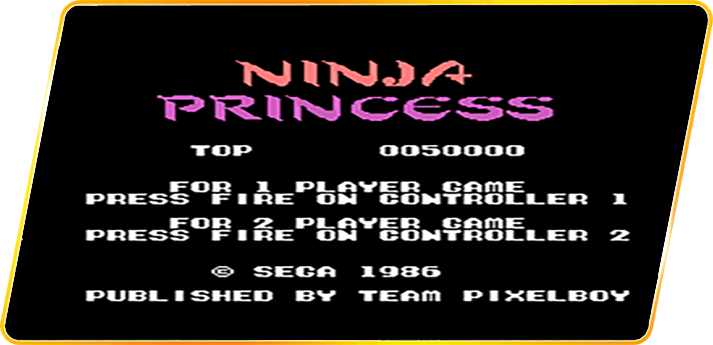 NINJA
PRINCESS
TOP 0050000
FOR 1 PLAYER GAME
PRESS FIRE ON CONTROLLER 1
FOR 2 PLAYER GAME
PRESS FIRE ON CONTROLLER 2
© SEGA 1986
PUBLISHED BY TEAM PIXELBOY